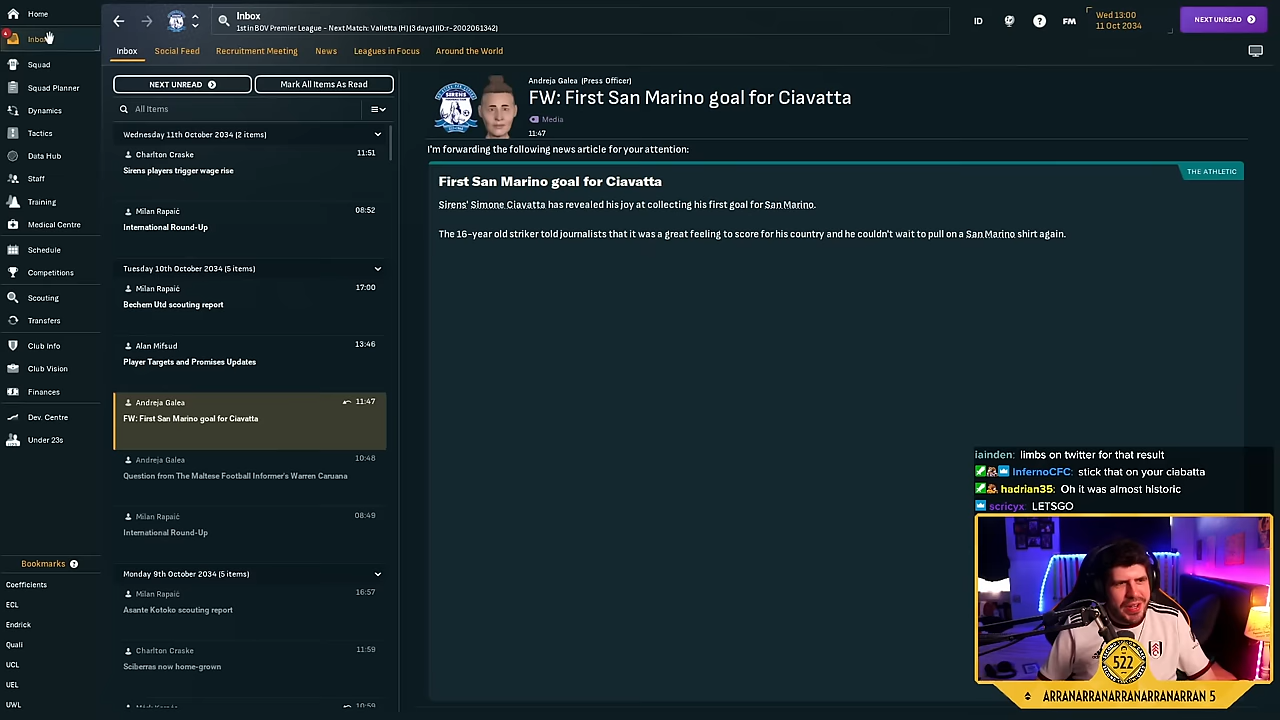 Home
Inbox
Squad
Squad Planner
Dynamics
Tactics
Data Hub
Staff
Training
Medical Centre
Schedule
Competitions
Scouting
Transfers
Club Info
Club Vision
Finances
Dev. Centre
Under 23s
Bookmarks
Coefficients
ECL
Endrick
Quali
UCL
UEL
UWL
Inbox
1st in BOV Premier League - Next Match: Valletta (H) (3 days) (ID:r-2002061342)
ID
FM
Wed 13:00
11 Oct 2034
NEXT UNREAD
Inbox Social Feed Recruitment Meeting News Leagues in Focus Around the World
NEXT UNREAD
Mark All Items As Read
All Items
Wednesday 11th October 2034 (2 items)
Charlton Craske 11:51
Sirens players trigger wage rise
Milan Rapaić 08:52
International Round-Up
Tuesday 10th October 2034 (5 items)
Milan Rapaić 17:00
Bechem Utd scouting report
Alan Mifsud 13:46
Player Targets and Promises Updates
Andreja Galea 11:47
FW: First San Marino goal for Ciavatta
Andreja Galea 10:48
Question from The Maltese Football Informer's Warren Caruana
Milan Rapaić 08:49
International Round-Up
Monday 9th October 2034 (5 items)
Milan Rapaić 16:57
Asante Kotoko scouting report
Charlton Craske 11:59
Sciberras now home-grown
10:59
SIRENS
Andreja Galea (Press Officer)
FW: First San Marino goal for Ciavatta
Media
11:47
I'm forwarding the following news article for your attention:
THE ATHLETIC
First San Marino goal for Ciavatta
Sirens' Simone Ciavatta has revealed his joy at collecting his first goal for San Marino.
The 16-year old striker told journalists that it was a great feeling to score for his country and he couldn't wait to pull on a San Marino shirt again.
iainden: limbs on twitter for that result
InfernoCFC: stick that on your ciabatta
hadrian35: Oh it was almost historic
scricyx: LETSGO
522
ARRANARRANARRANARRANARRAN 5